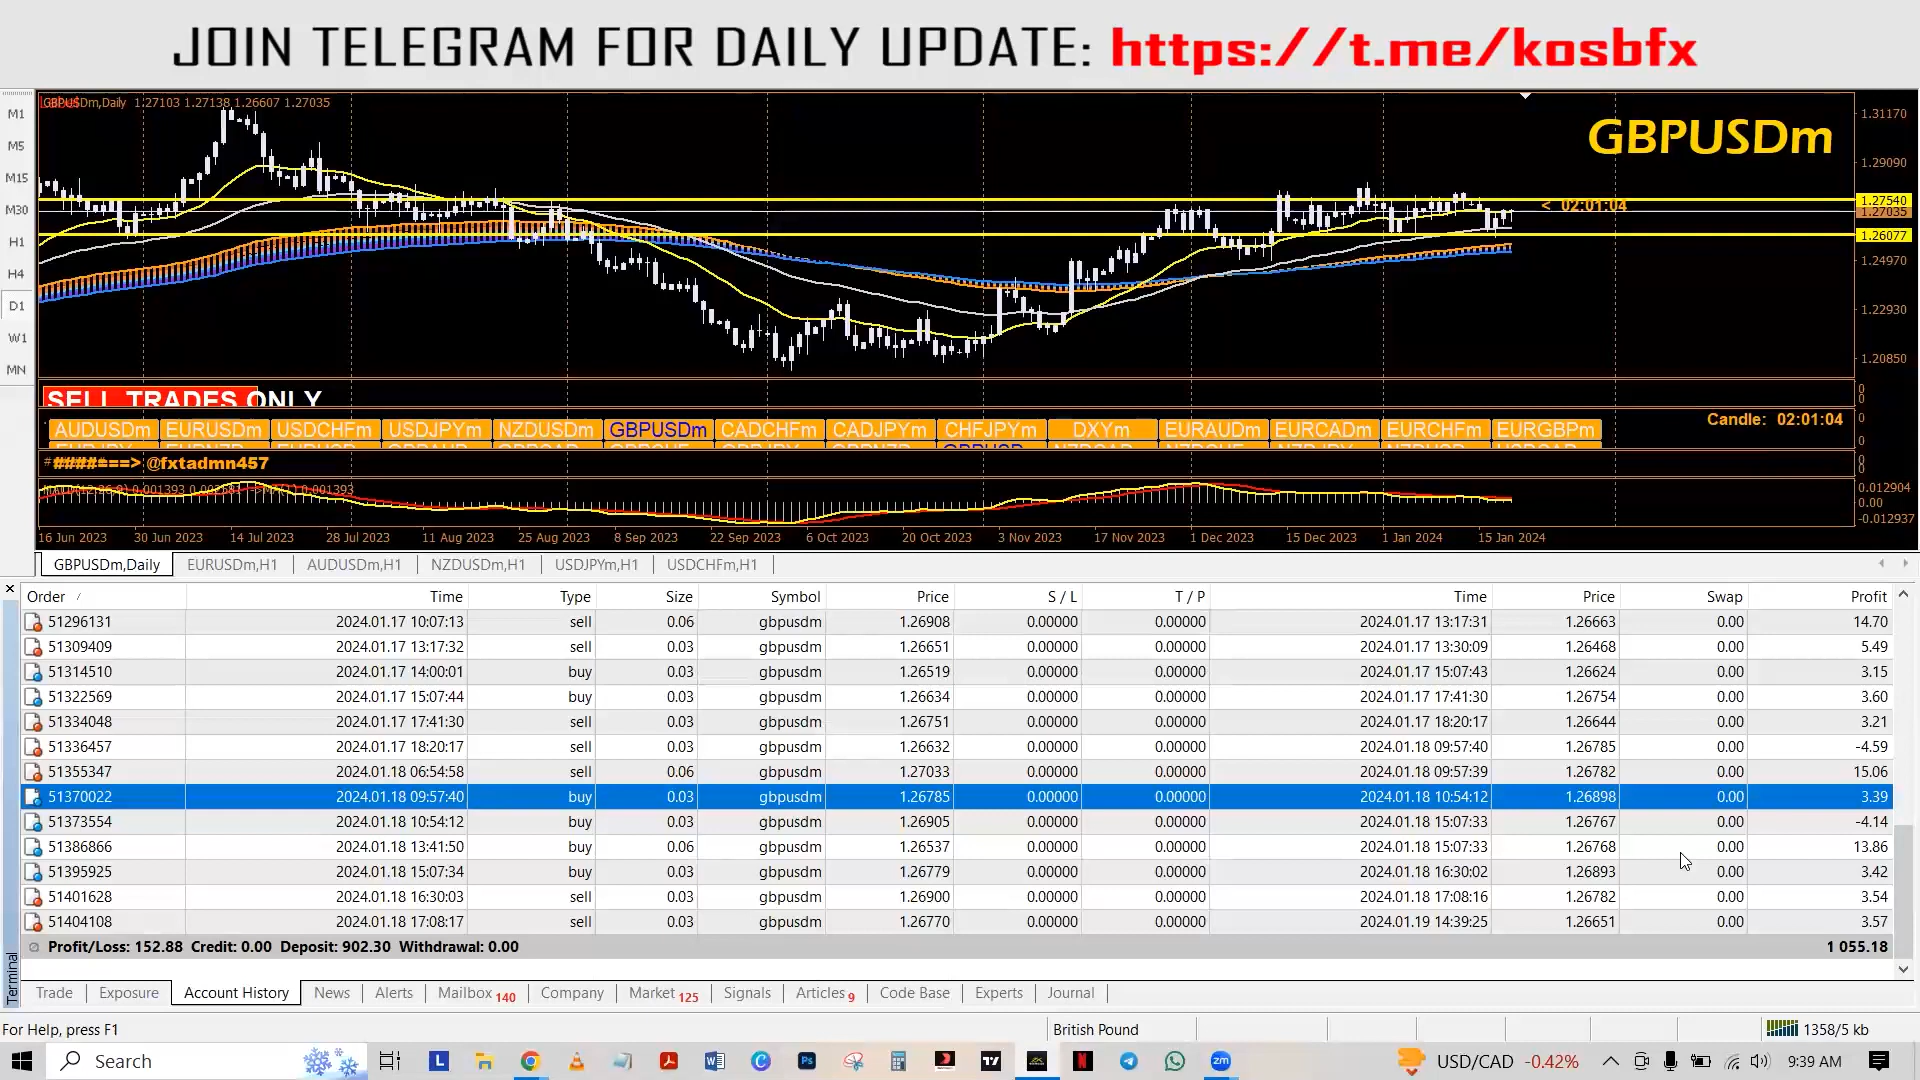 JOIN TELEGRAM FOR DAILY UPDATE: https://t.me/kosbfx
GBPUSDm,Daily 1.27103 1.27138 1.26607 1.27035
GBPUSDm
M1
M5
M15
M30
H1
H4
D1
W1
MN
1.31170
1.29090
1.27540
1.27035
1.26077
1.24970
1.22930
1.20850
< 02:01:04
SELL TRADES ONLY
AUDUSDm EURUSDm USDCHFm USDJPYm NZDUSDm GBPUSDm CADCHFm CADJPYm CHFJPYm DXYm EURAUDm EURCADm EURCHFm EURGBPm
Candle: 02:01:04
#######===> @fxtadmn457
0.012904
0.00
-0.012937
16 Jun 2023 30 Jun 2023 14 Jul 2023 28 Jul 2023 11 Aug 2023 25 Aug 2023 8 Sep 2023 22 Sep 2023 6 Oct 2023 20 Oct 2023 3 Nov 2023 17 Nov 2023 1 Dec 2023 15 Dec 2023 1 Jan 2024 15 Jan 2024
GBPUSDm,Daily EURUSDm,H1 AUDUSDm,H1 NZDUSDm,H1 USDJPYm,H1 USDCHFm,H1
Order / Time Type Size Symbol Price S / L T / P Time Price Swap Profit
51296131 2024.01.17 10:07:13 sell 0.06 gbpusdm 1.26908 0.00000 0.00000 2024.01.17 13:17:31 1.26663 0.00 14.70
51309409 2024.01.17 13:17:32 sell 0.03 gbpusdm 1.26651 0.00000 0.00000 2024.01.17 13:30:09 1.26468 0.00 5.49
51314510 2024.01.17 14:00:01 buy 0.03 gbpusdm 1.26519 0.00000 0.00000 2024.01.17 15:07:43 1.26624 0.00 3.15
51322569 2024.01.17 15:07:44 buy 0.03 gbpusdm 1.26634 0.00000 0.00000 2024.01.17 17:41:30 1.26754 0.00 3.60
51334048 2024.01.17 17:41:30 sell 0.03 gbpusdm 1.26751 0.00000 0.00000 2024.01.17 18:20:17 1.26644 0.00 3.21
51336457 2024.01.17 18:20:17 sell 0.03 gbpusdm 1.26632 0.00000 0.00000 2024.01.18 09:57:40 1.26785 0.00 -4.59
51355347 2024.01.18 06:54:58 sell 0.06 gbpusdm 1.27033 0.00000 0.00000 2024.01.18 09:57:39 1.26782 0.00 15.06
51370022 2024.01.18 09:57:40 buy 0.03 gbpusdm 1.26785 0.00000 0.00000 2024.01.18 10:54:12 1.26898 0.00 3.39
51373554 2024.01.18 10:54:12 buy 0.03 gbpusdm 1.26905 0.00000 0.00000 2024.01.18 15:07:33 1.26767 0.00 -4.14
51386866 2024.01.18 13:41:50 buy 0.06 gbpusdm 1.26537 0.00000 0.00000 2024.01.18 15:07:33 1.26768 0.00 13.86
51395925 2024.01.18 15:07:34 buy 0.03 gbpusdm 1.26779 0.00000 0.00000 2024.01.18 16:30:02 1.26893 0.00 3.42
51401628 2024.01.18 16:30:03 sell 0.03 gbpusdm 1.26900 0.00000 0.00000 2024.01.18 17:08:16 1.26782 0.00 3.54
51404108 2024.01.18 17:08:17 sell 0.03 gbpusdm 1.26770 0.00000 0.00000 2024.01.19 14:39:25 1.26651 0.00 3.57
Profit/Loss: 152.88 Credit: 0.00 Deposit: 902.30 Withdrawal: 0.00 1 055.18
Terminal
Trade Exposure Account History News Alerts Mailbox 140 Company Market 125 Signals Articles 9 Code Base Experts Journal
For Help, press F1 British Pound 1358/5 kb
Search USD/CAD -0.42% 9:39 AM